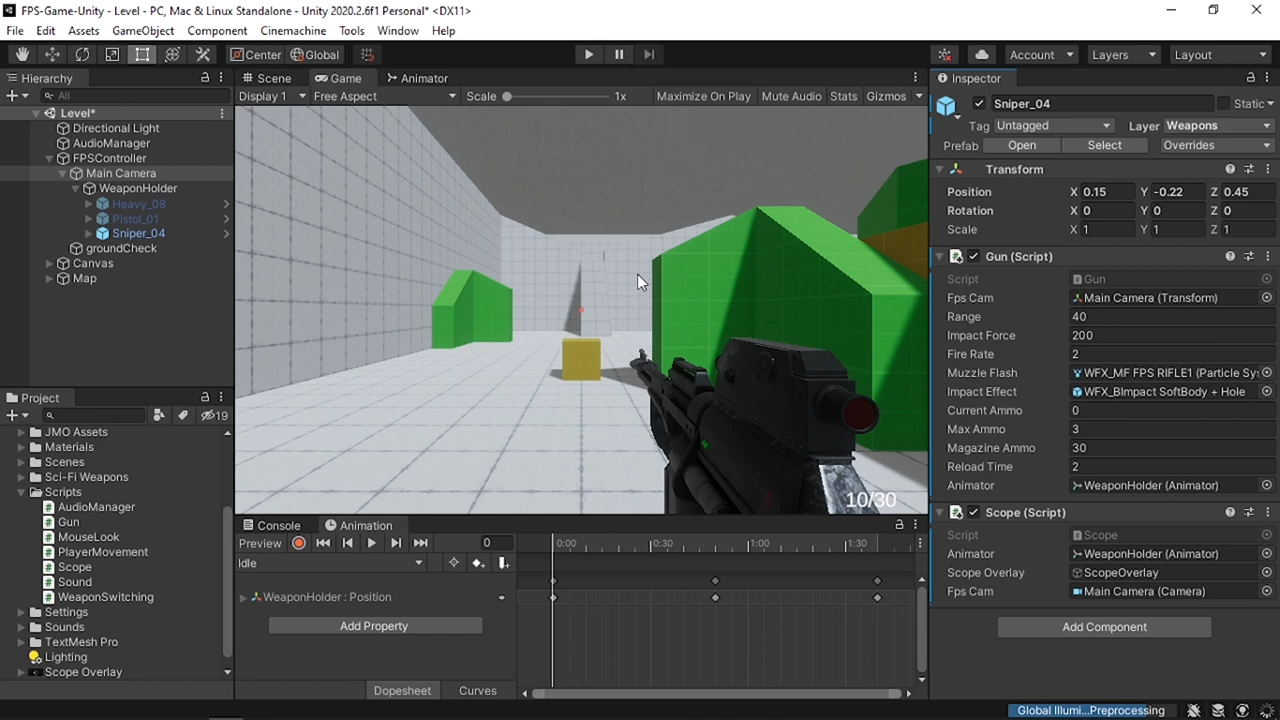 FPS-Game-Unity - Level - PC, Mac & Linux Standalone - Unity 2020.2.6f1 Personal* <DX11>
File Edit Assets GameObject Component Cinemachine Tools Window Help
Center Global Account Layers Layout
Hierarchy
All
Level*
Directional Light
AudioManager
FPSController
Main Camera
WeaponHolder
Heavy_08
Pistol_01
Sniper_04
groundCheck
Canvas
Map
Project
19
JMO Assets
Materials
Scenes
Sci-Fi Weapons
Scripts
AudioManager
Gun
MouseLook
PlayerMovement
Scope
Sound
WeaponSwitching
Settings
Sounds
TextMesh Pro
Lighting
Scope Overlay
Scene Game Animator
Display 1 Free Aspect Scale 1x Maximize On Play Mute Audio Stats Gizmos
10/30
Console Animation
Preview 0 0:00 0:30 1:00 1:30
Idle
WeaponHolder : Position
Add Property
Dopesheet Curves
Inspector
Sniper_04 Static
Tag Untagged Layer Weapons
Prefab Open Select Overrides
Transform
Position X 0.15 Y -0.22 Z 0.45
Rotation X 0 Y 0 Z 0
Scale X 1 Y 1 Z 1
Gun (Script)
Script Gun
Fps Cam Main Camera (Transform)
Range 40
Impact Force 200
Fire Rate 2
Muzzle Flash WFX_MF FPS RIFLE1 (Particle Sy
Impact Effect WFX_BImpact SoftBody + Hole
Current Ammo 0
Max Ammo 3
Magazine Ammo 30
Reload Time 2
Animator WeaponHolder (Animator)
Scope (Script)
Script Scope
Animator WeaponHolder (Animator)
Scope Overlay ScopeOverlay
Fps Cam Main Camera (Camera)
Add Component
Global Illumi...Preprocessing